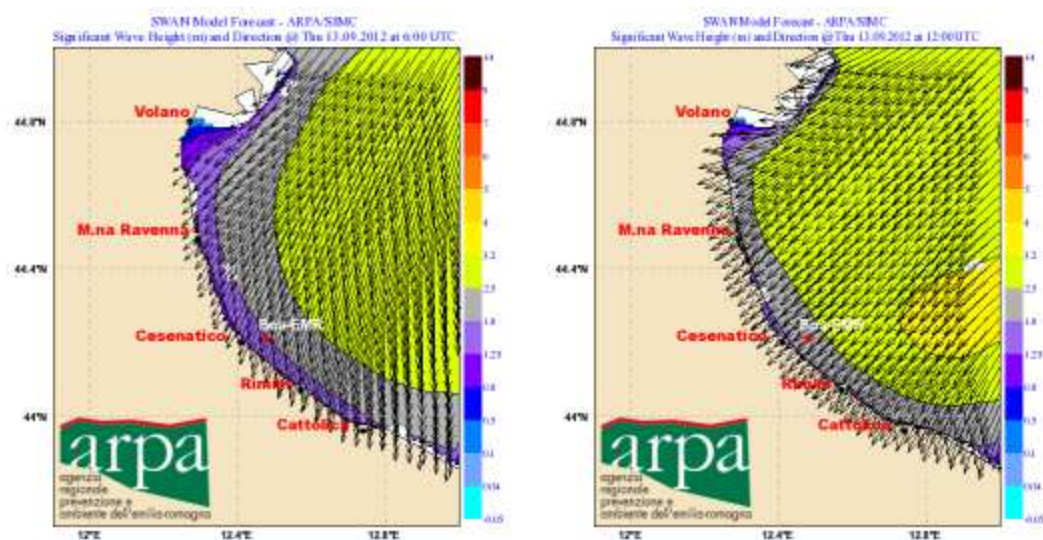 SWAN Model Forecast - ARPA/SIMC
Significant Wave Height (m) and Direction @ Thu 13.09.2012 at 6:00 UTC
Volano
44.8°N
M.na Ravenna
44.4°N
Cesenatico
Boa-EMR
Rimini
44°N
Cattolica
arpa
agenzia
regionale
prevenzione e
ambiente dell'emilia-romagna
12°E
12.4°E
12.8°E
SWAN Model Forecast - ARPA/SIMC
Significant Wave Height (m) and Direction @ Thu 13.09.2012 at 12:00 UTC
Volano
44.8°N
M.na Ravenna
44.4°N
Cesenatico
Rimini
44°N
Cattolica
arpa
agenzia
regionale
prevenzione e
ambiente dell'emilia-romagna
12°E
12.4°E
12.8°E